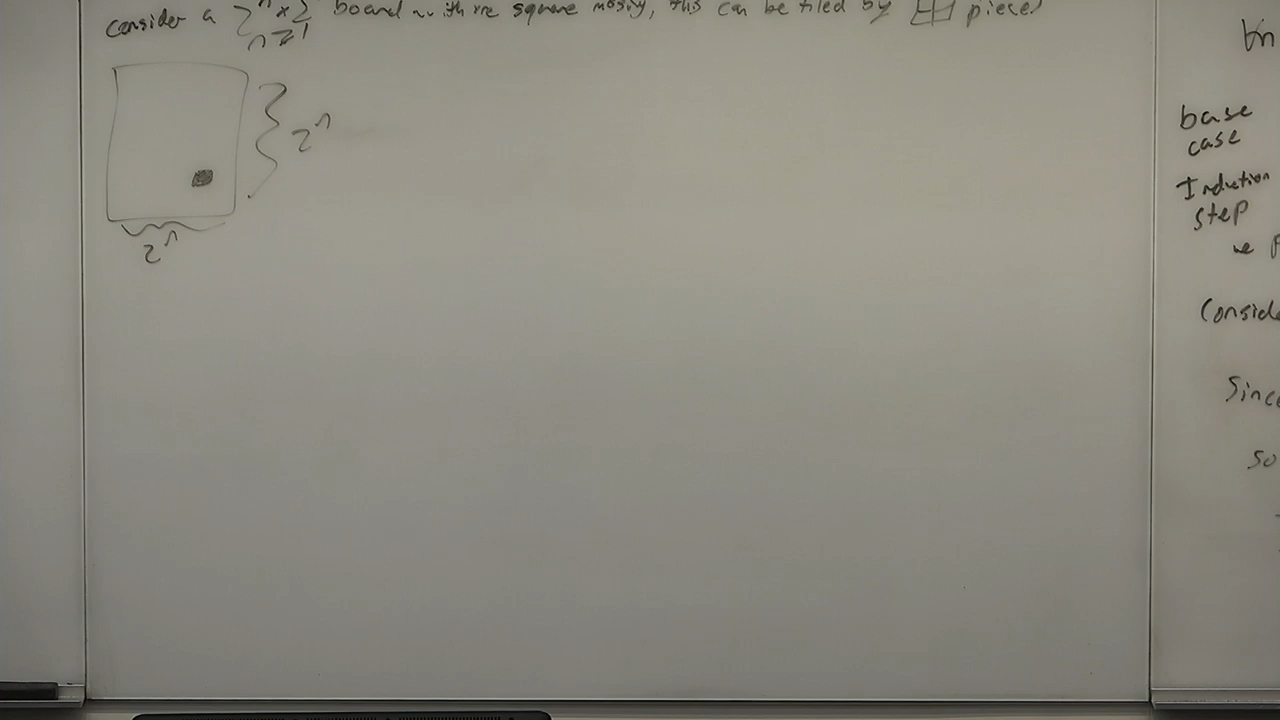 consider a 2^n × 2^n board with one square missing, this can be tiled by pieces
n ≥ 1
2^n
2^n
∀n
base
case
Induction
step
we
Conside
Since
So